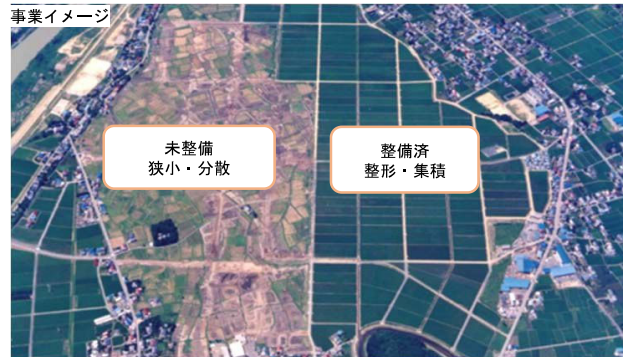 事業イメージ
未整備
狭小・分散
整備済
整形・集積